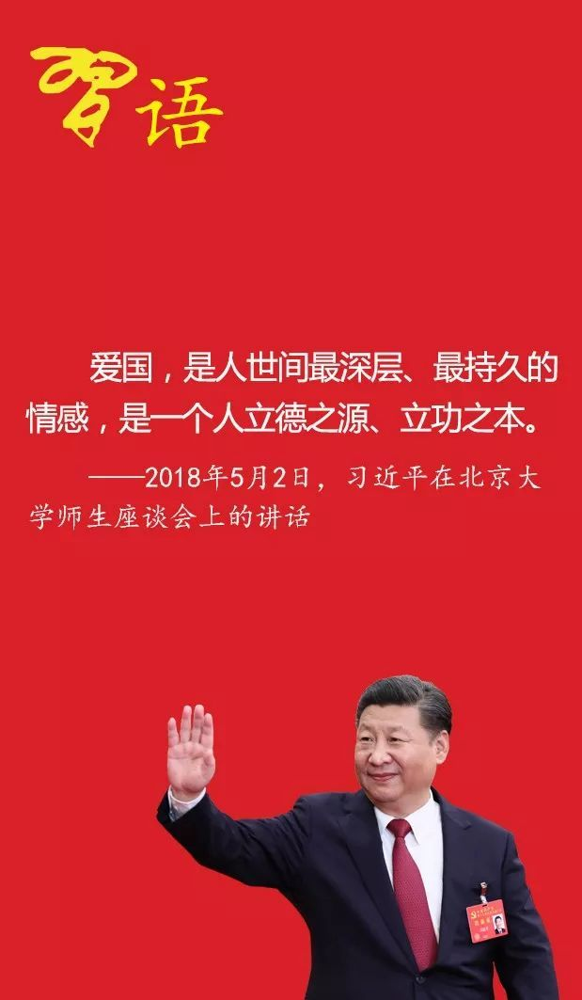 習语
爱国，是人世间最深层、最持久的
情感，是一个人立德之源、立功之本。
——2018年5月2日，习近平在北京大
学师生座谈会上的讲话